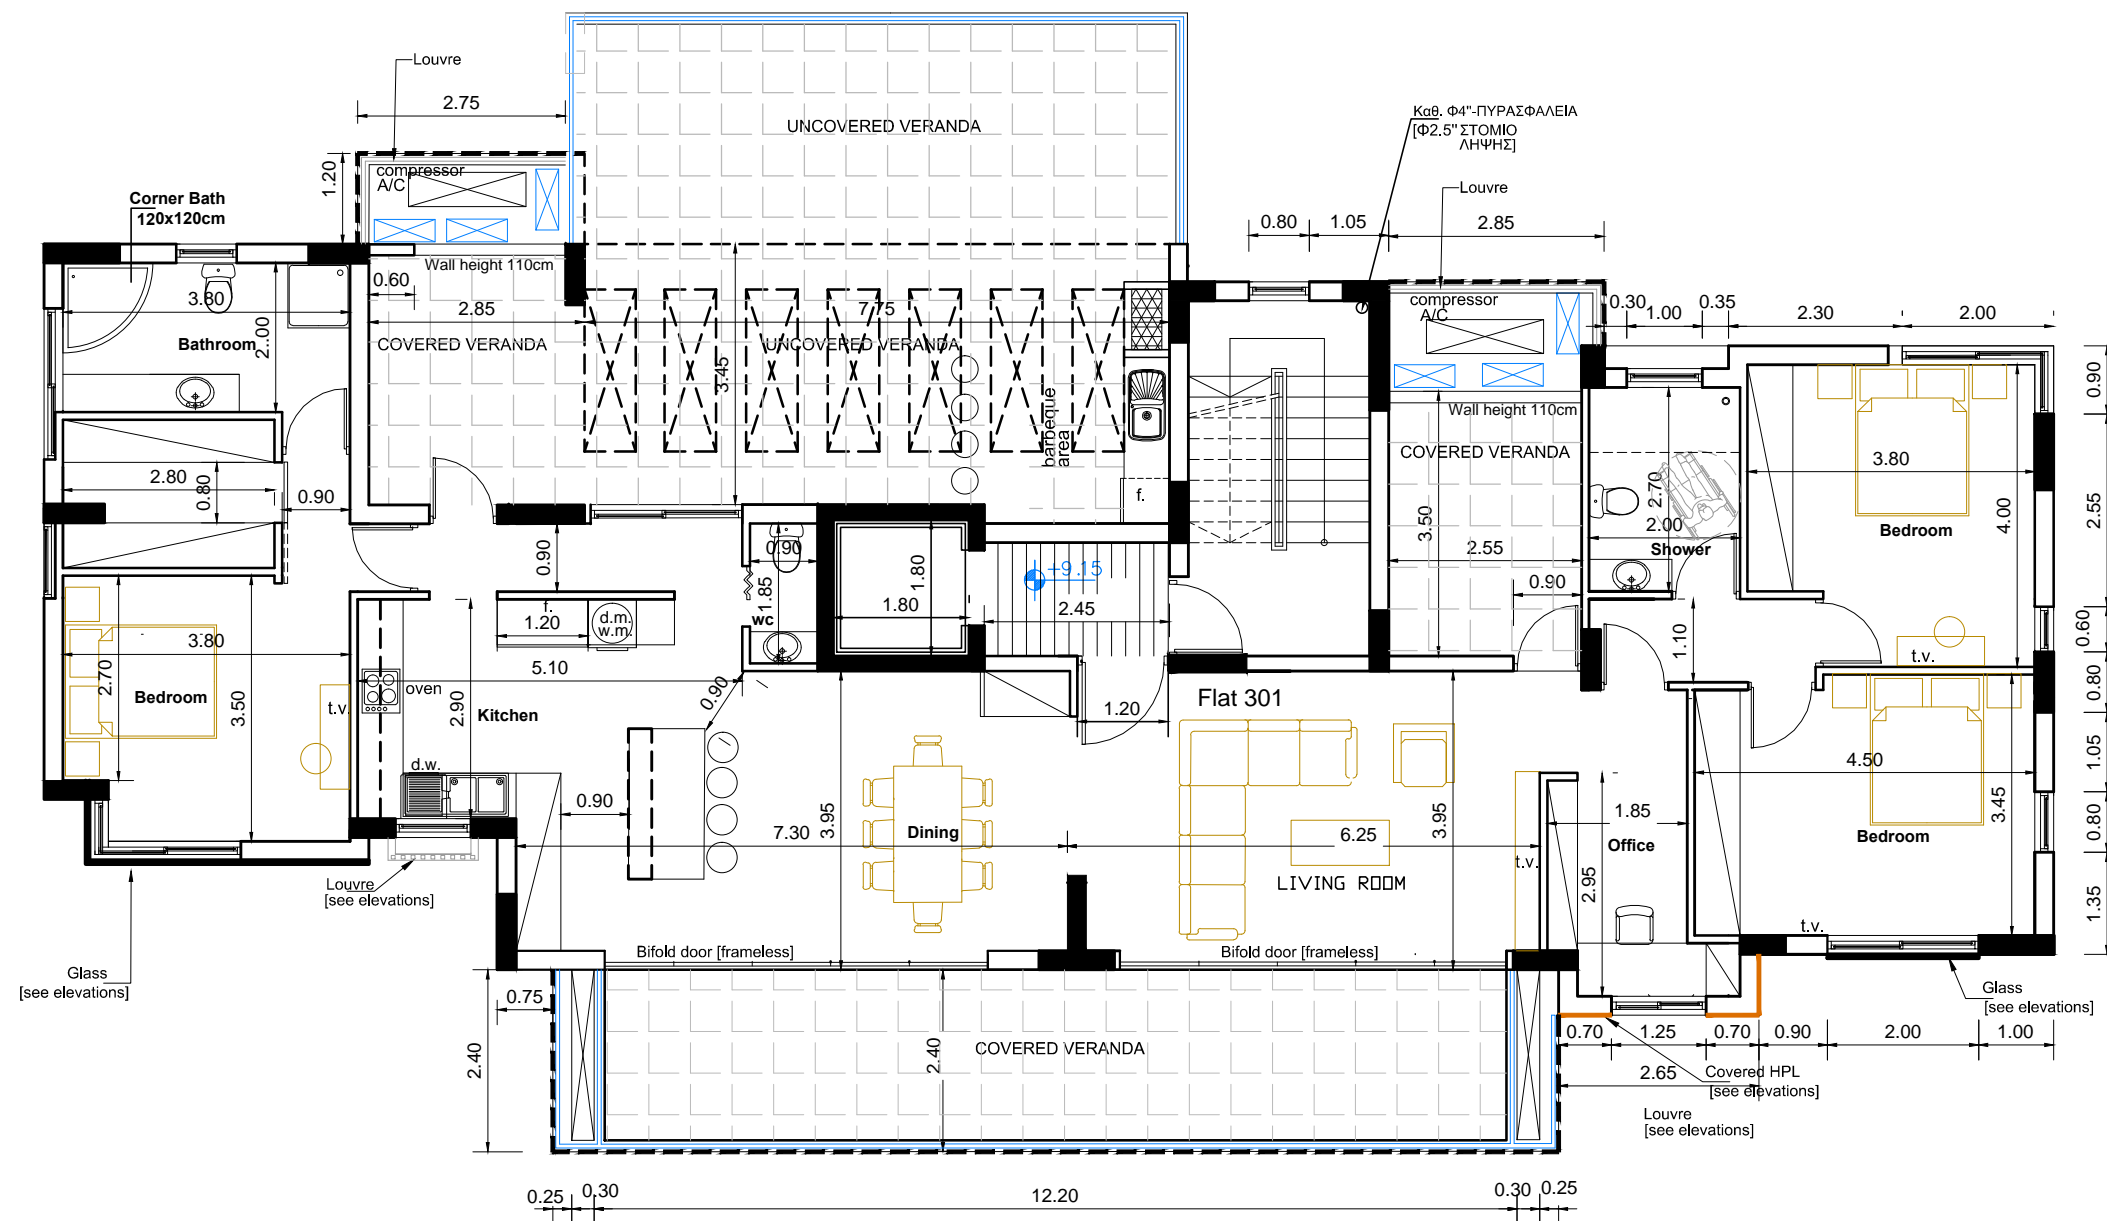 Louvre
2.75
UNCOVERED VERANDA
Καθ. Φ4"-ΠΥΡΑΣΦΑΛΕΙΑ
[Φ2.5" ΣΤΟΜΙΟ
ΛΗΨΗΣ]
1.20
compressor
A/C
Corner Bath
120x120cm
Louvre
0.80
1.05
2.85
Wall height 110cm
0.60
3.80
2.00
Bathroom
2.85
7.75
COVERED VERANDA
UNCOVERED VERANDA
3.45
compressor
A/C
0.30
1.00
0.35
2.30
2.00
0.90
Wall height 110cm
barbeque
area
COVERED VERANDA
2.80
0.80
0.90
f.
3.50
2.55
2.70
2.00
Shower
3.80
4.00
Bedroom
2.55
0.90
0.90
1.85
wc
1.80
1.80
+9.15
2.45
0.90
f.
1.20
d.m.
w.m.
5.10
3.80
2.70
3.50
Bedroom
t.v.
oven
2.90
Kitchen
0.90
1.20
Flat 301
1.10
t.v.
0.60
0.80
1.05
0.80
1.35
d.w.
0.90
7.30
3.95
Dining
6.25
3.95
LIVING ROOM
t.v.
1.85
Office
2.95
4.50
3.45
Bedroom
t.v.
Louvre
[see elevations]
Bifold door [frameless]
Bifold door [frameless]
Glass
[see elevations]
0.75
2.40
2.40
COVERED VERANDA
Glass
[see elevations]
0.70
1.25
0.70
0.90
2.00
1.00
2.65
Covered HPL
[see elevations]
Louvre
[see elevations]
0.25
0.30
12.20
0.30
0.25